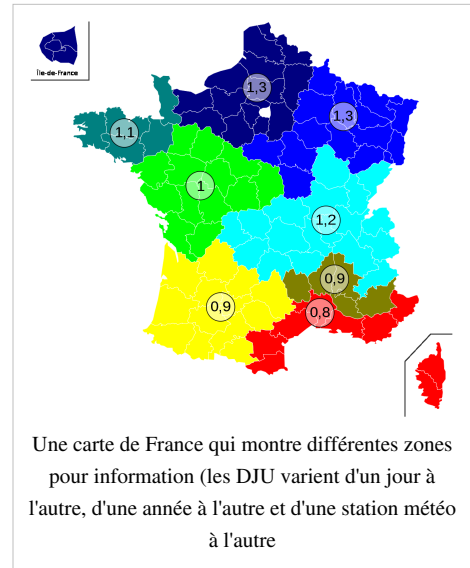 Île-de-France
1,3
1,3
1,1
1
1,2
0,9
0,9
0,8
Une carte de France qui montre différentes zones
pour information (les DJU varient d'un jour à
l'autre, d'une année à l'autre et d'une station météo
à l'autre